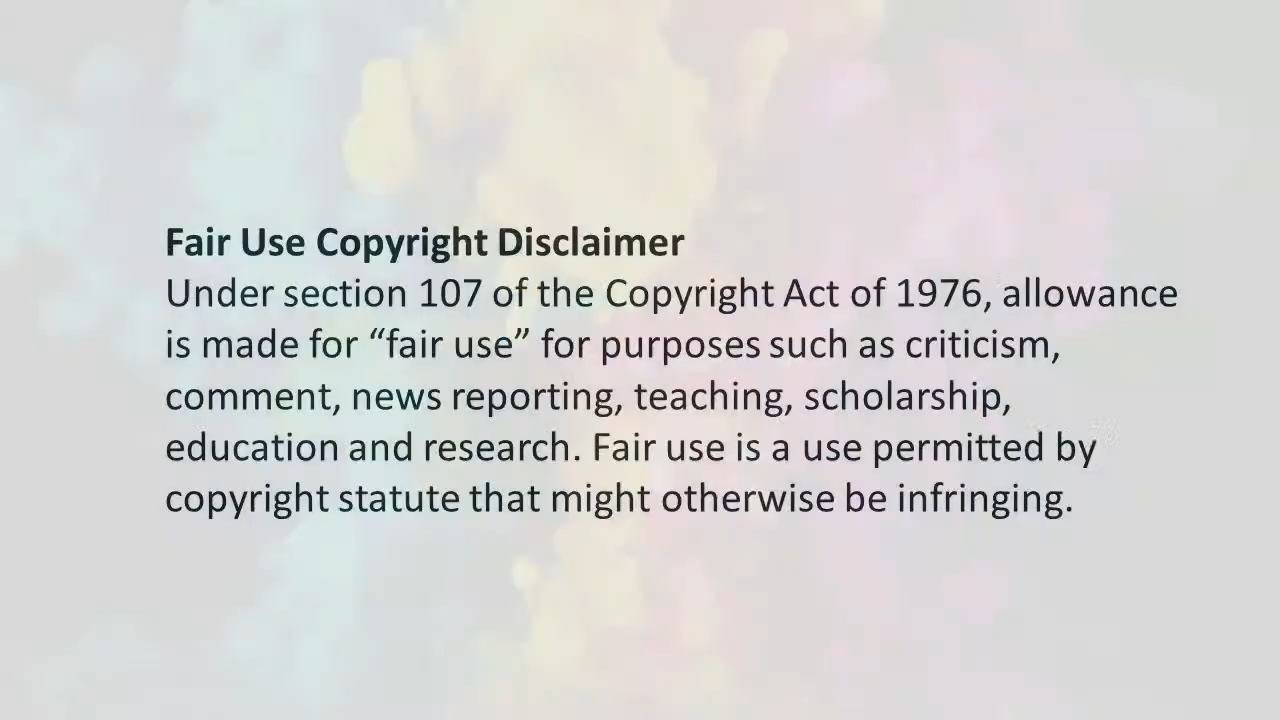 Fair Use Copyright Disclaimer
Under section 107 of the Copyright Act of 1976, allowance
is made for “fair use” for purposes such as criticism,
comment, news reporting, teaching, scholarship,
education and research. Fair use is a use permitted by
copyright statute that might otherwise be infringing.